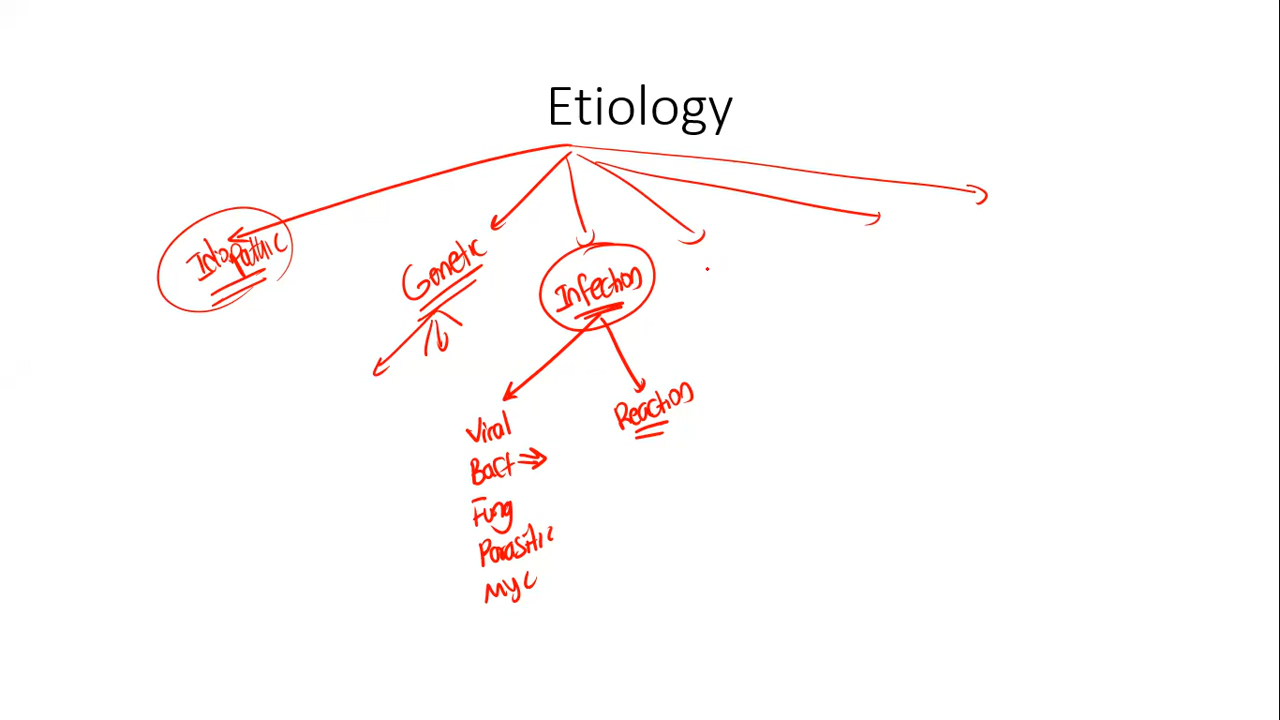 Etiology
Idiopathic
Genetic
Infection
Reaction
Viral
Bact
Fung
Parasitic
Myc